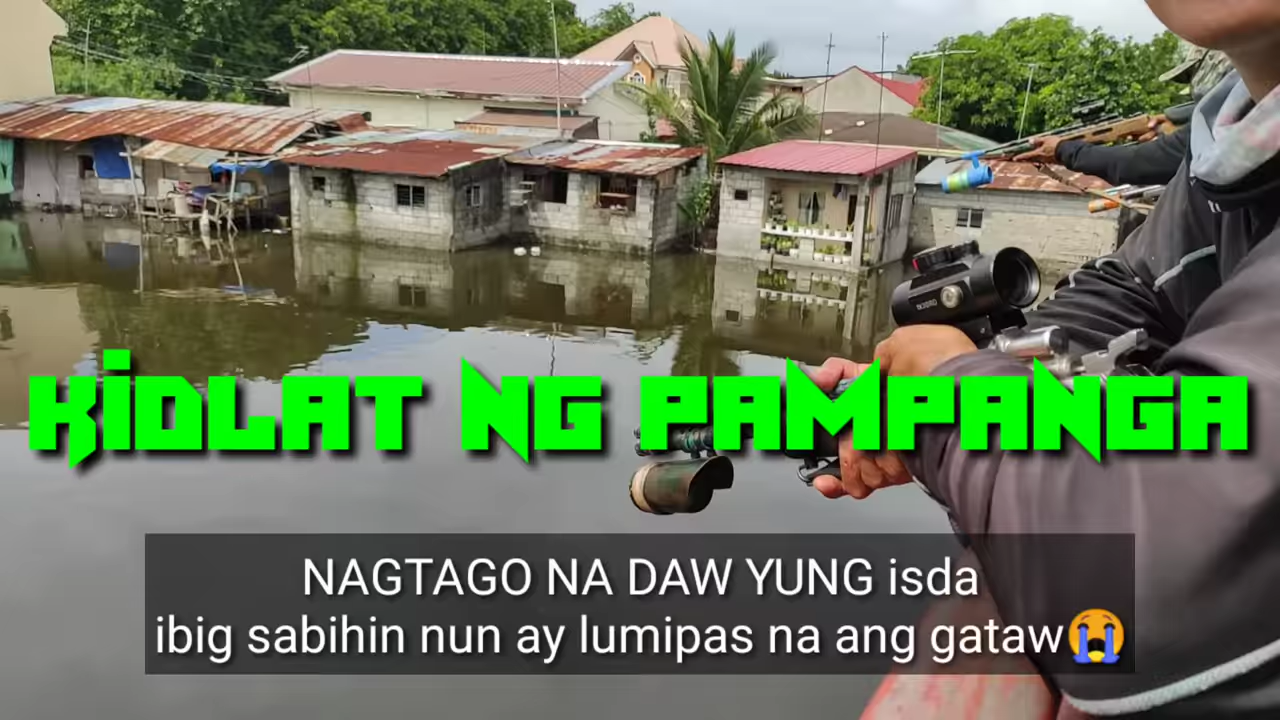 KIDLAT NG PAMPANGA
NAGTAGO NA DAW YUNG isda
ibig sabihin nun ay lumipas na ang gataw😭